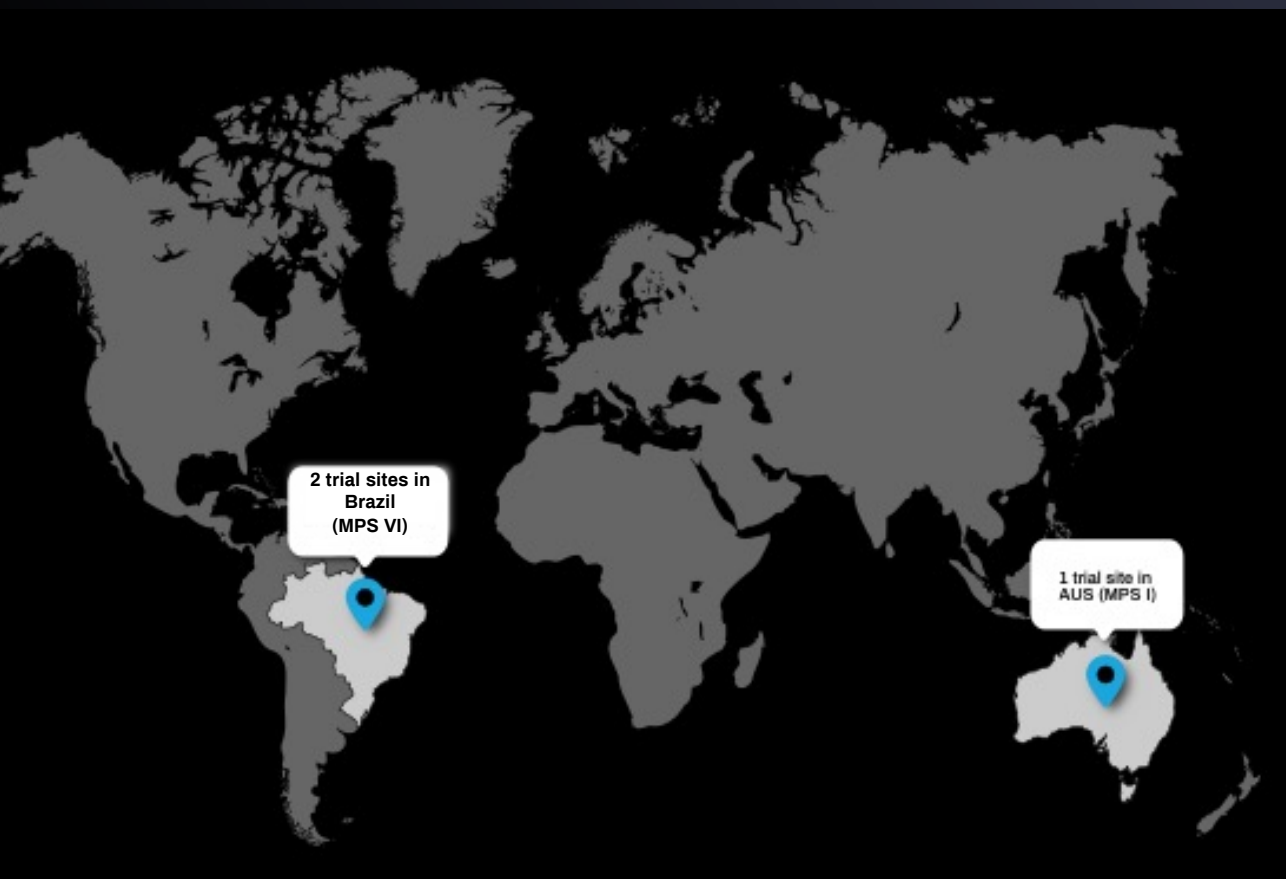 2 trial sites in
Brazil
(MPS VI)
1 trial site in
AUS (MPS I)